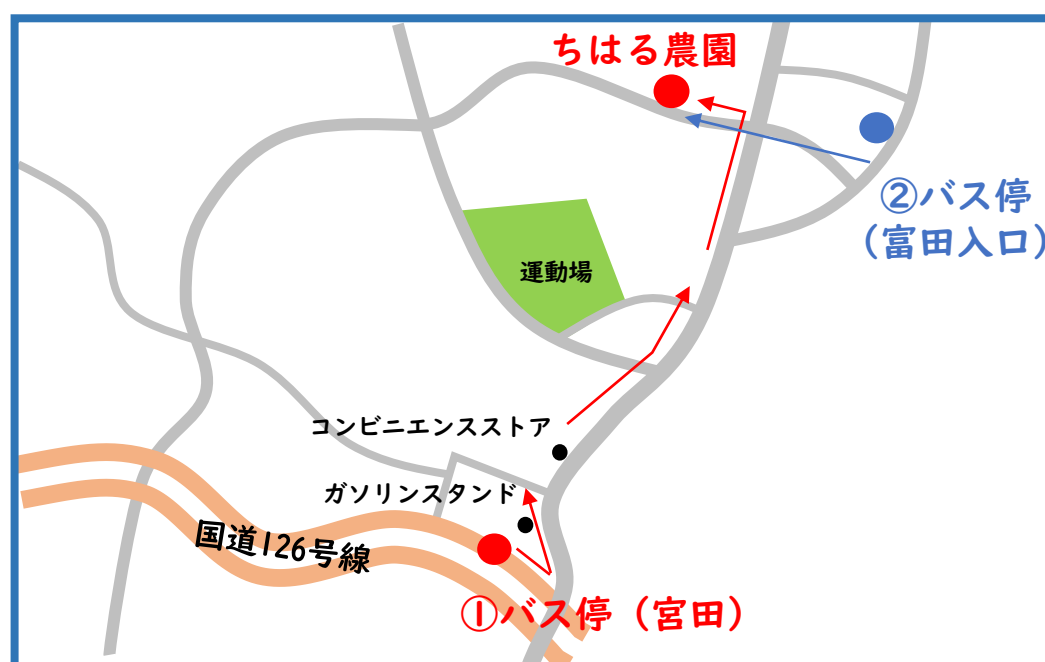 ちはる農園
②バス停
（富田入口）
運動場
コンビニエンスストア
ガソリンスタンド
国道126号線
①バス停（宮田）